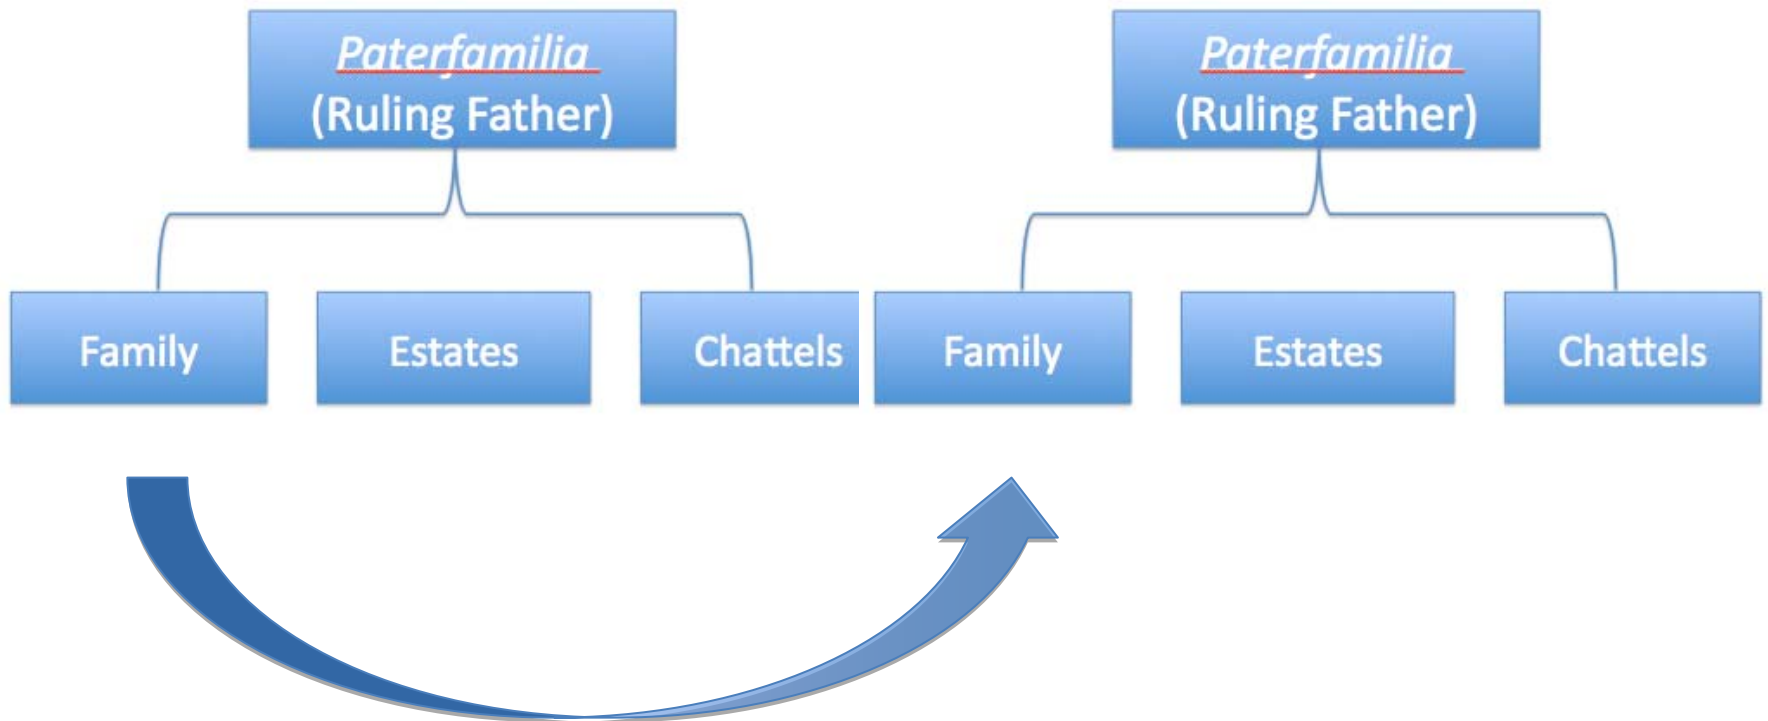 Paterfamilia
(Ruling Father)
Family
Estates
Chattels
Paterfamilia
(Ruling Father)
Family
Estates
Chattels